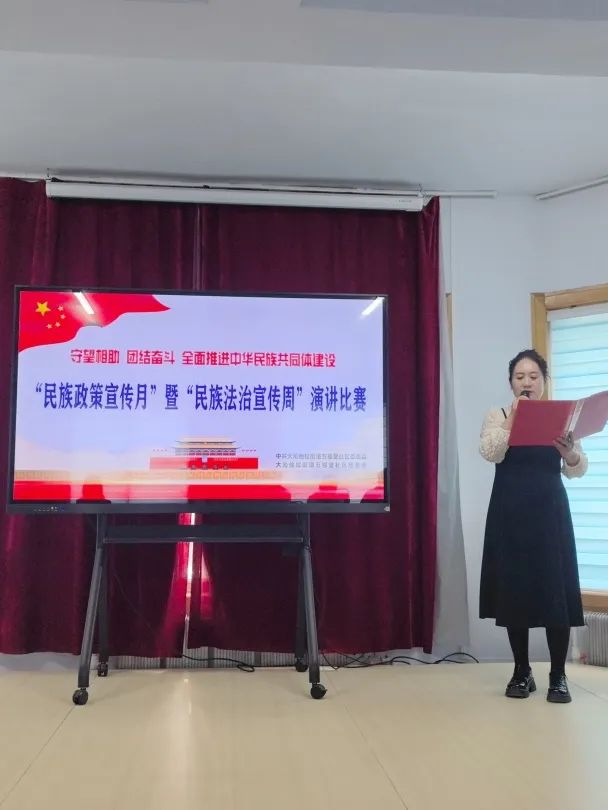 守望相助 团结奋斗 全面推进中华民族共同体建设
“民族政策宣传月”暨“民族法治宣传周”演讲比赛